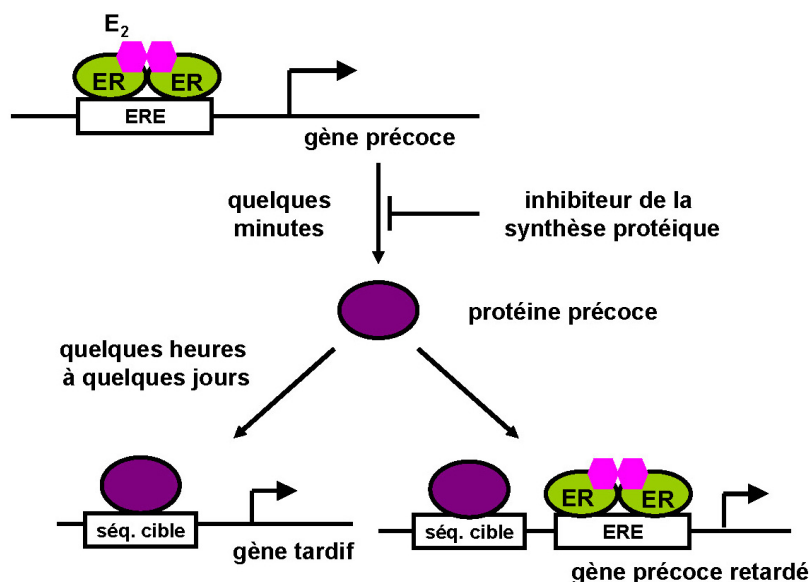 E2
ER ER
ERE
gène précoce
quelques
minutes
inhibiteur de la
synthèse protéique
protéine précoce
quelques heures
à quelques jours
séq. cible
gène tardif
séq. cible
ER ER
ERE
gène précoce retardé